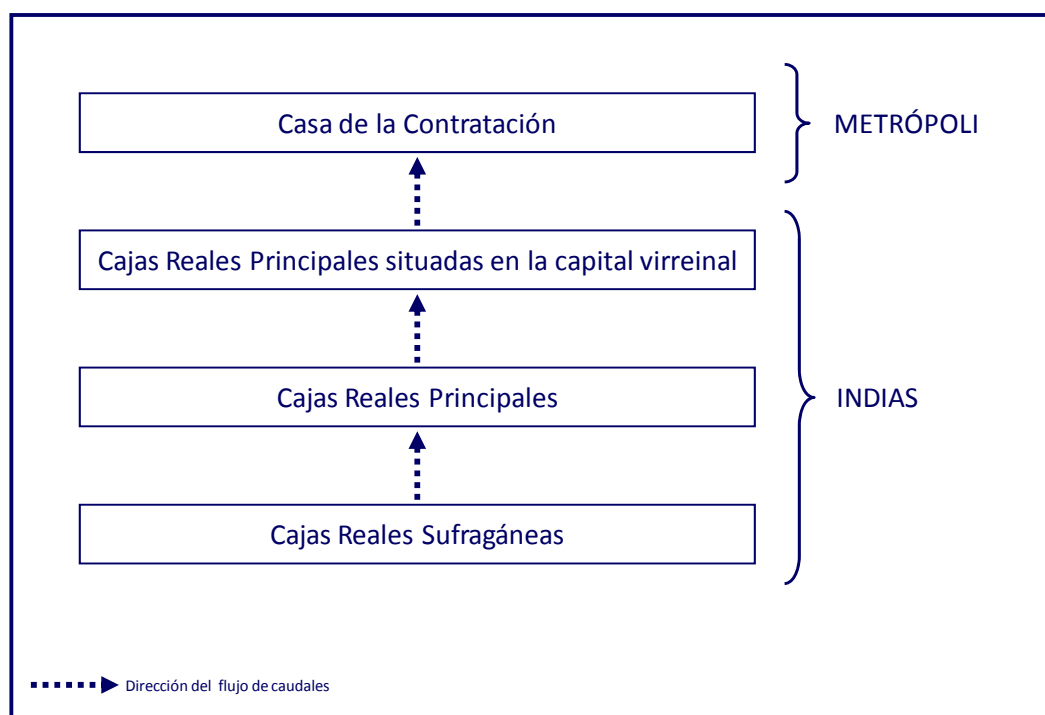 Casa de la Contratación
METRÓPOLI
Cajas Reales Principales situadas en la capital virreinal
Cajas Reales Principales
INDIAS
Cajas Reales Sufragáneas
Dirección del flujo de caudales